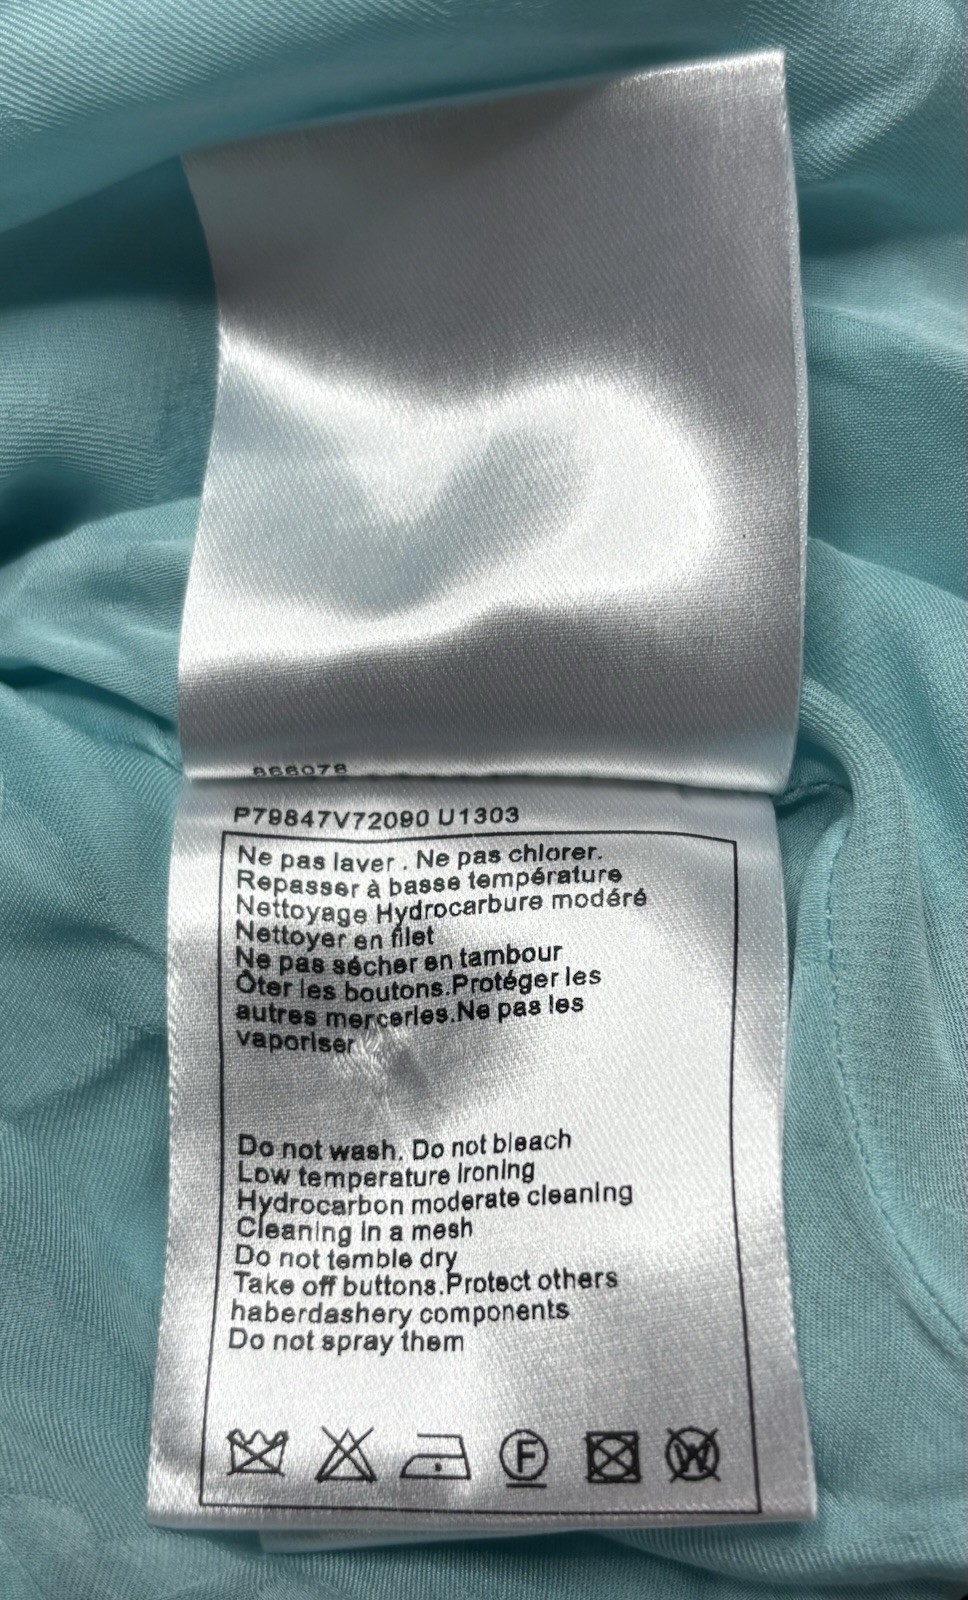 P79847V72090 U1303
Ne pas laver . Ne pas chlorer.
Repasser à basse température
Nettoyage Hydrocarbure modéré
Nettoyer en filet
Ne pas sécher en tambour
Ôter les boutons.Protéger les
autres merceries.Ne pas les
vaporiser
Do not wash. Do not bleach
Low temperature ironing
Hydrocarbon moderate cleaning
Cleaning in a mesh
Do not temble dry
Take off buttons.Protect others
haberdashery components
Do not spray them
F W